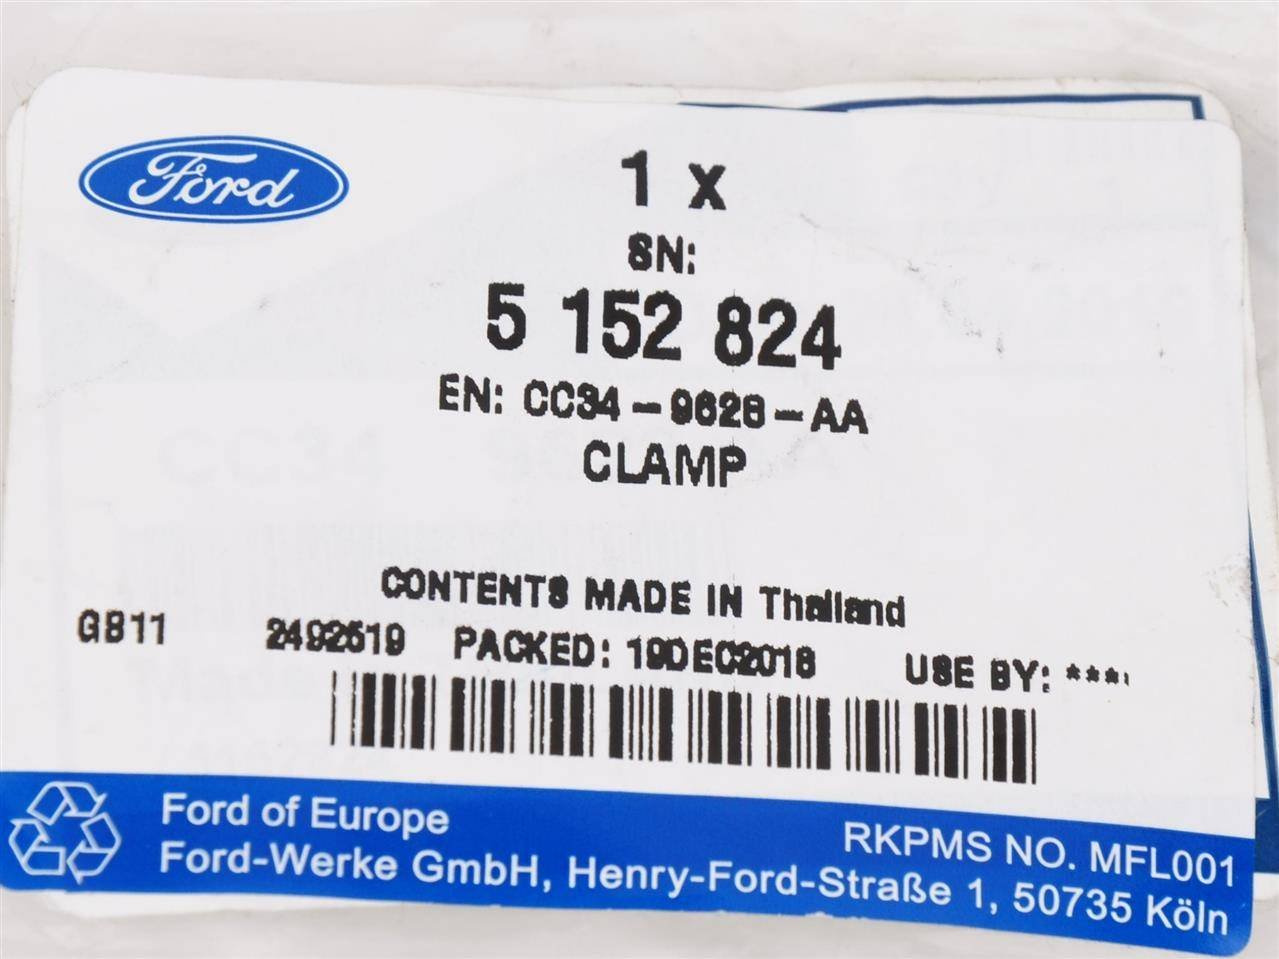 Ford
1 x
SN:
5 152 824
EN: CC34-9628-AA
CLAMP
CONTENTS MADE IN Thailand
GB11 2492519 PACKED: 19DEC2018 USE BY: ****
Ford of Europe
Ford-Werke GmbH, Henry-Ford-Straße 1, 50735 Köln
RKPMS NO. MFL001